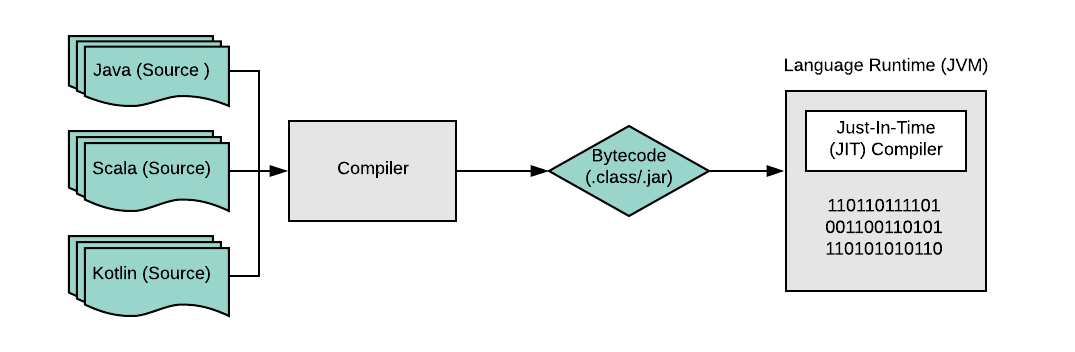 Java (Source )
Scala (Source)
Kotlin (Source)
Compiler
Bytecode
(.class/.jar)
Language Runtime (JVM)
Just-In-Time
(JIT) Compiler
110110111101
001100110101
110101010110